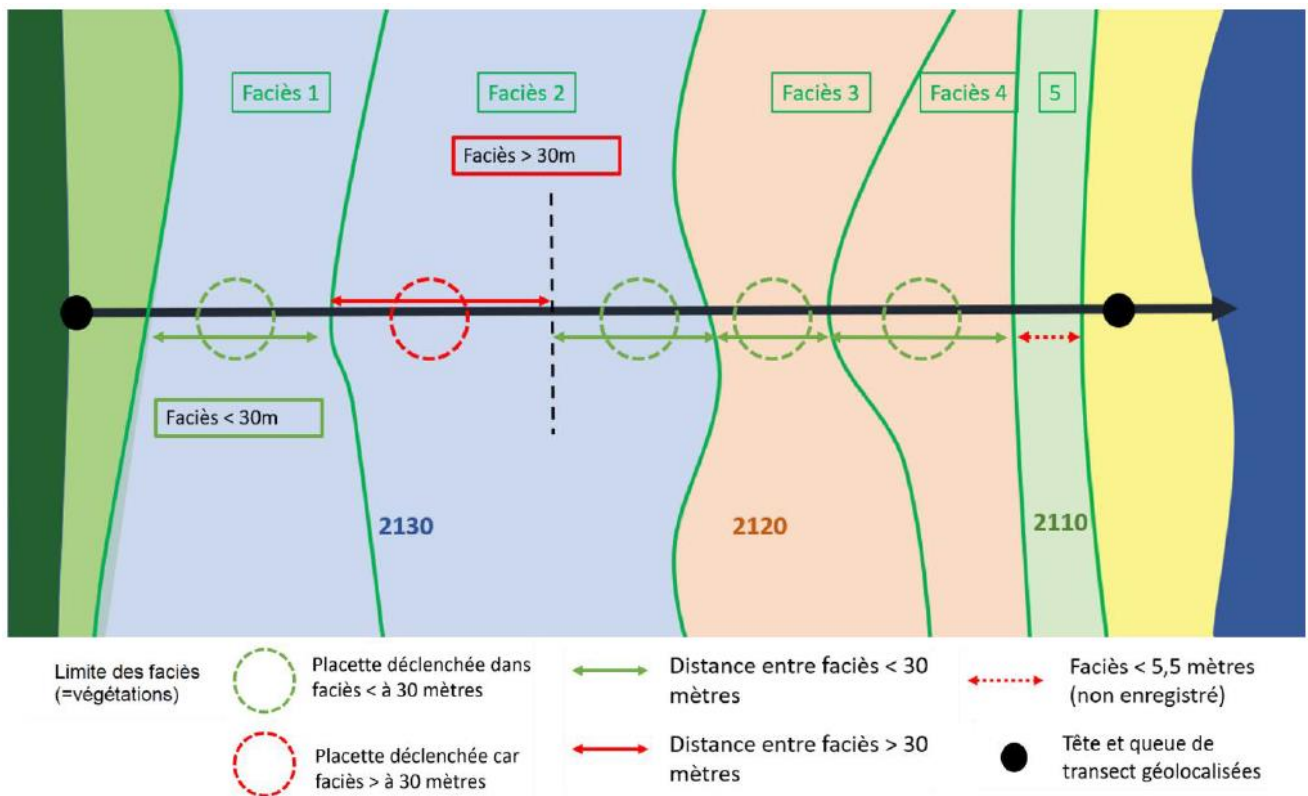 Faciès 1
Faciès 2
Faciès 3
Faciès 4
5
Faciès > 30m
Faciès < 30m
2130
2120
2110
Limite des faciès
(=végétations)
Placette déclenchée dans
faciès < à 30 mètres
Placette déclenchée car
faciès > à 30 mètres
Distance entre faciès < 30
mètres
Distance entre faciès > 30
mètres
Faciès < 5,5 mètres
(non enregistré)
Tête et queue de
transect géolocalisées